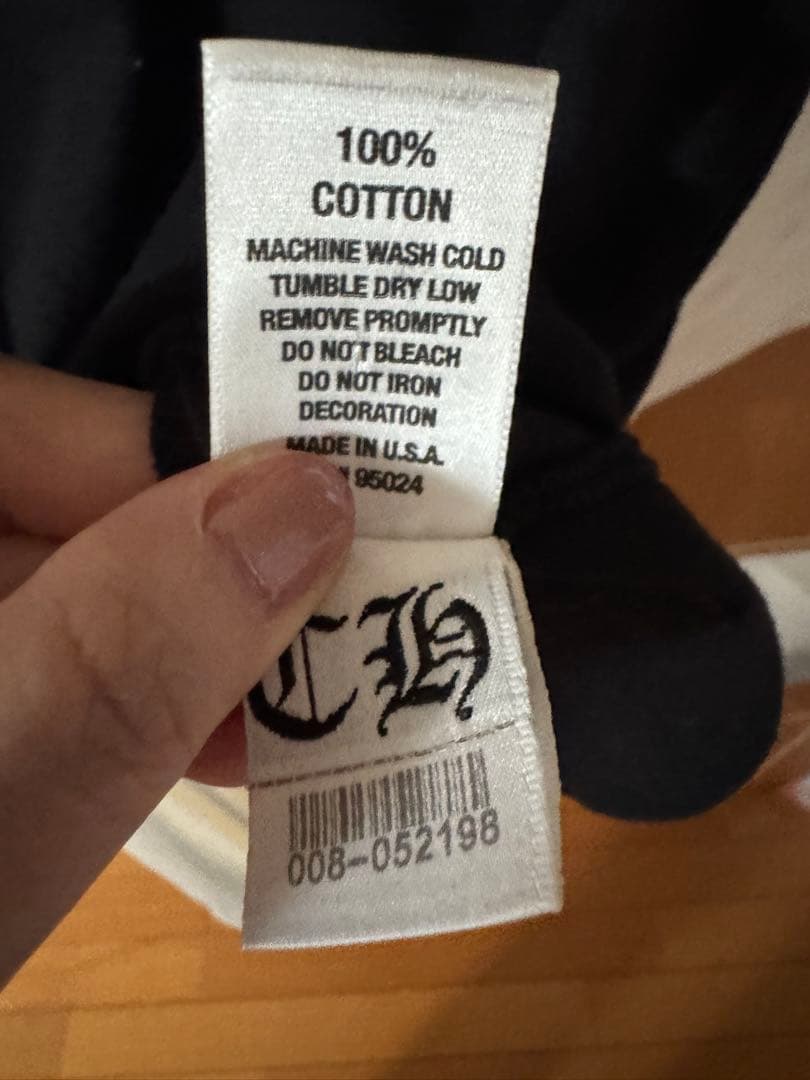 100%
COTTON
MACHINE WASH COLD
TUMBLE DRY LOW
REMOVE PROMPTLY
DO NOT BLEACH
DO NOT IRON
DECORATION
MADE IN U.S.A.
95024
CH
008-052198